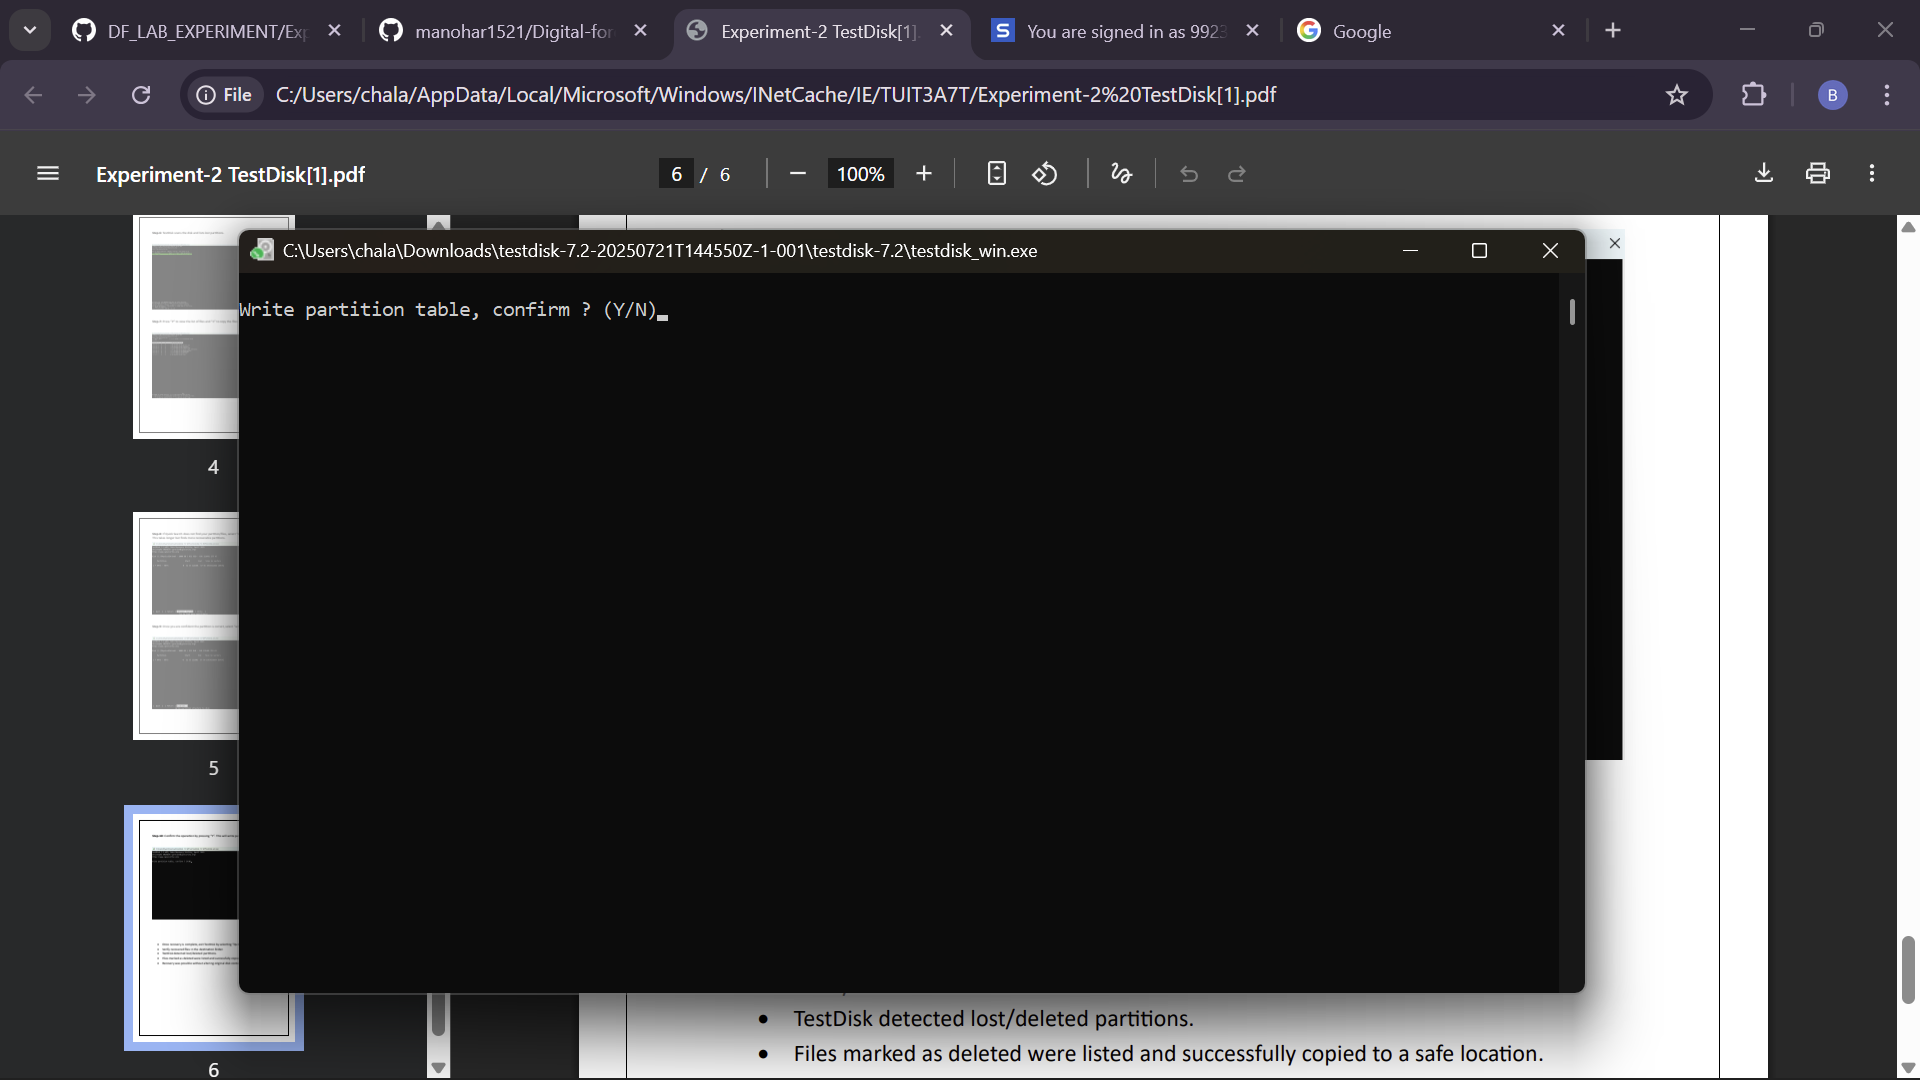 DF_LAB_EXPERIMENT/Exp
manohar1521/Digital-for
Experiment-2 TestDisk[1].
You are signed in as 9923
Google
File
C:/Users/chala/AppData/Local/Microsoft/Windows/INetCache/IE/TUIT3A7T/Experiment-2%20TestDisk[1].pdf
B
Experiment-2 TestDisk[1].pdf
6 / 6
100%
C:\Users\chala\Downloads\testdisk-7.2-20250721T144550Z-1-001\testdisk-7.2\testdisk_win.exe
Write partition table, confirm ? (Y/N)
4
5
6
• TestDisk detected lost/deleted partitions.
• Files marked as deleted were listed and successfully copied to a safe location.